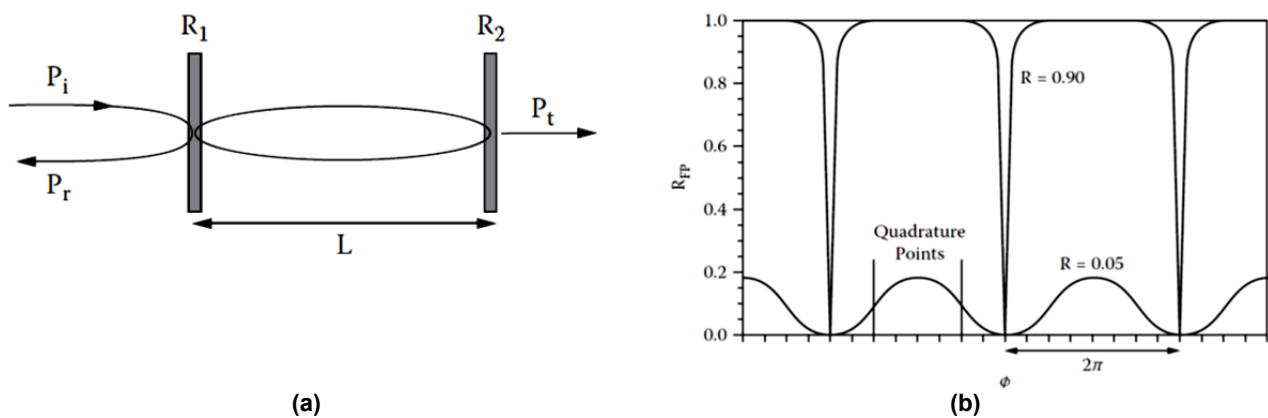 R₁
R₂
Pᵢ
Pₜ
Pᵣ
L
(a)
1.0
0.8
0.6
0.4
0.2
0.0
R_FP
R = 0.90
Quadrature
Points
R = 0.05
2π
Φ
(b)